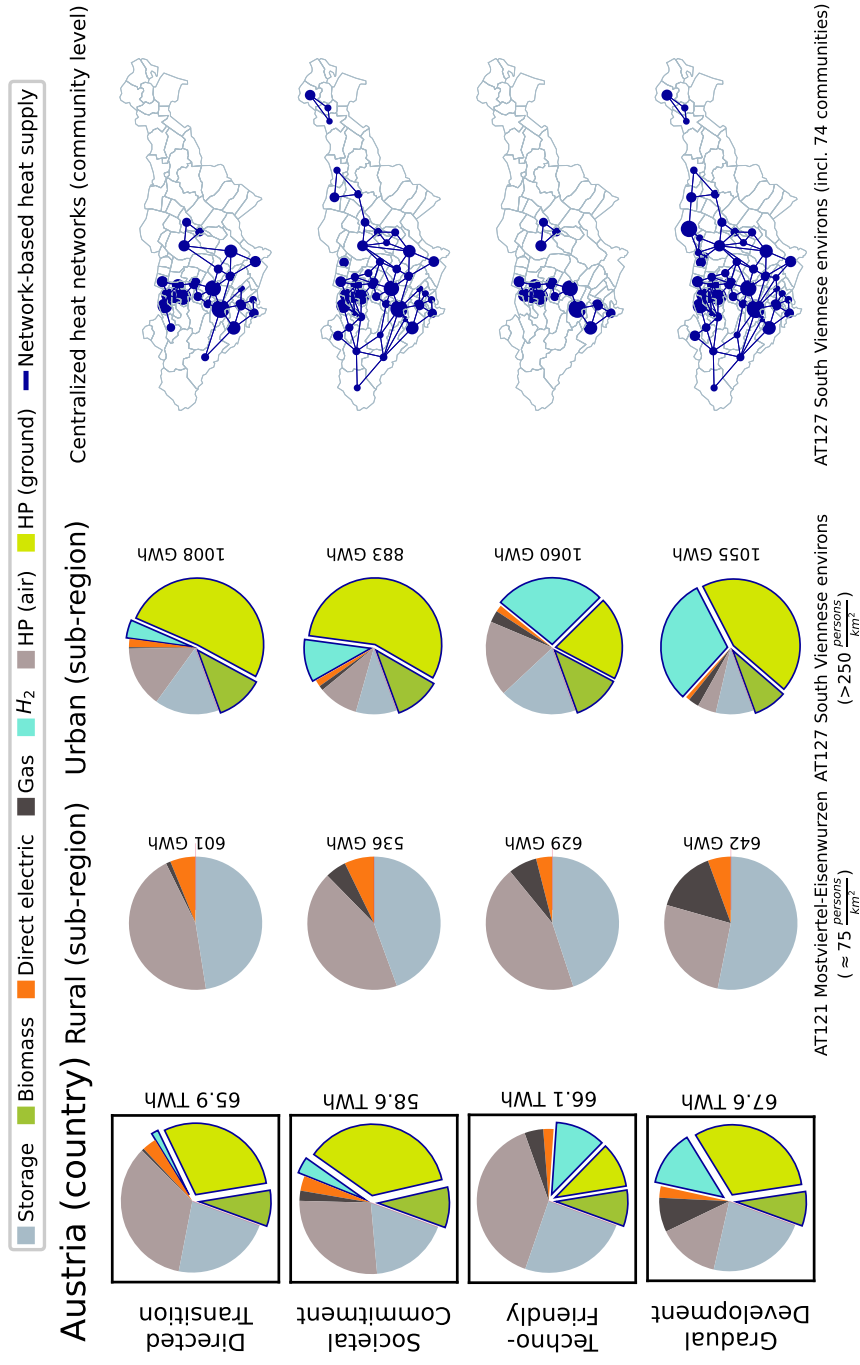 Storage Biomass Direct electric Gas H₂ HP (air) HP (ground) Network-based heat supply
Austria (country) Rural (sub-region) Urban (sub-region) Centralized heat networks (community level)
Directed
Transition
65.9 TWh
601 GWh
1008 GWh
Societal
Commitment
58.6 TWh
536 GWh
883 GWh
Techno-
Friendly
66.1 TWh
629 GWh
1060 GWh
Gradual
Development
67.6 TWh
642 GWh
1055 GWh
AT121 Mostviertel-Eisenwurzen
(≈ 75 persons/km²)
AT127 South Viennese environs
(>250 persons/km²)
AT127 South Viennese environs (incl. 74 communities)